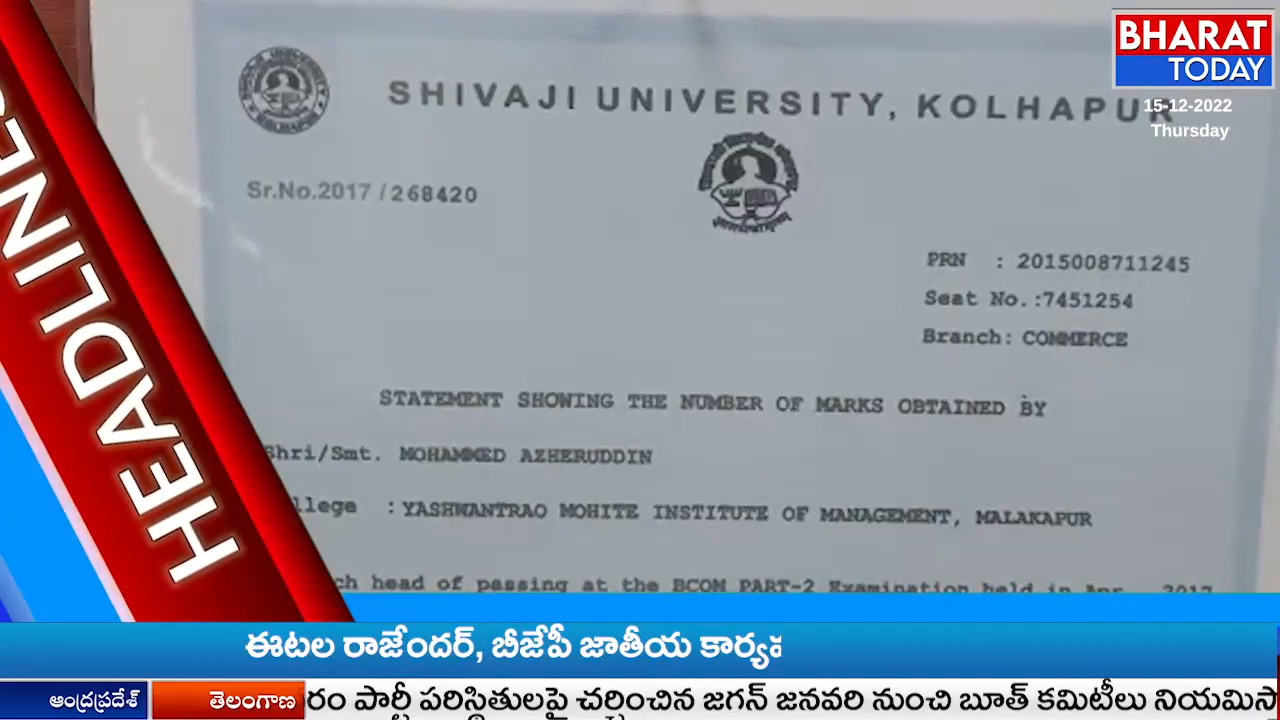 BHARAT
TODAY
15-12-2022
Thursday
HEADLINES
SHIVAJI UNIVERSITY, KOLHAPUR
Sr.No.2017 /268420
PRN : 2015008711245
Seat No.:7451254
Branch: COMMERCE
STATEMENT SHOWING THE NUMBER OF MARKS OBTAINED BY
Shri/Smt. MOHAMMED AZHERUDDIN
: YASHWANTRAO MOHITE INSTITUTE OF MANAGEMENT, MALAKAPUR
head of passing at the BCOM PART-2 Examination held in Apr 2017
ఈటల రాజేందర్, బీజేపీ జాతీయ
ఆంధ్రప్రదేశ్ తెలంగాణ పార్టీ పరిస్థితులపై చర్చించిన జగన్ జనవరి నుంచి బూత్ కమిటీలు